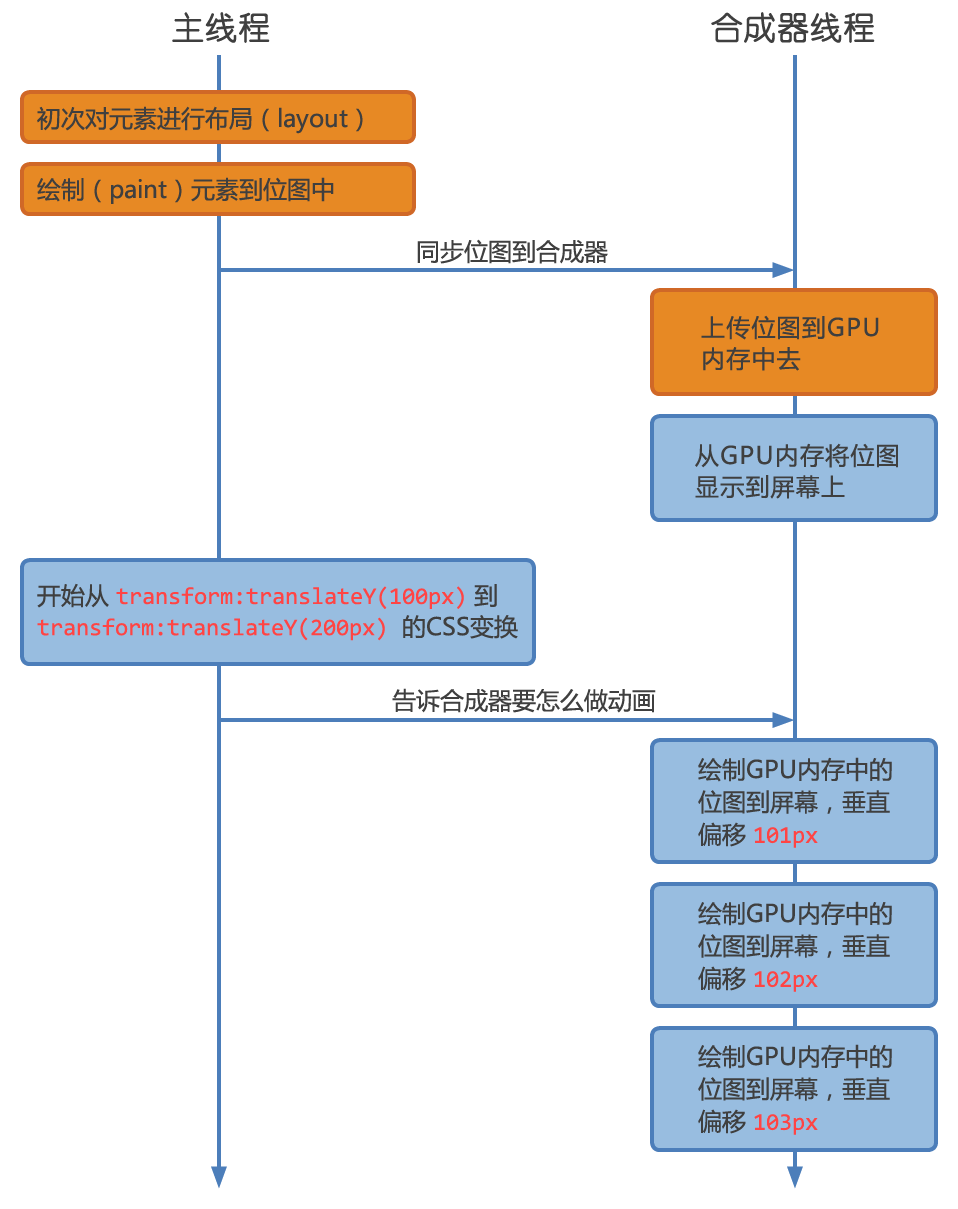 主线程
合成器线程
初次对元素进行布局（layout）
绘制（paint）元素到位图中
同步位图到合成器
上传位图到GPU
内存中去
从GPU内存将位图
显示到屏幕上
开始从 transform:translateY(100px) 到
transform:translateY(200px) 的CSS变换
告诉合成器要怎么做动画
绘制GPU内存中的
位图到屏幕，垂直
偏移 101px
绘制GPU内存中的
位图到屏幕，垂直
偏移 102px
绘制GPU内存中的
位图到屏幕，垂直
偏移 103px